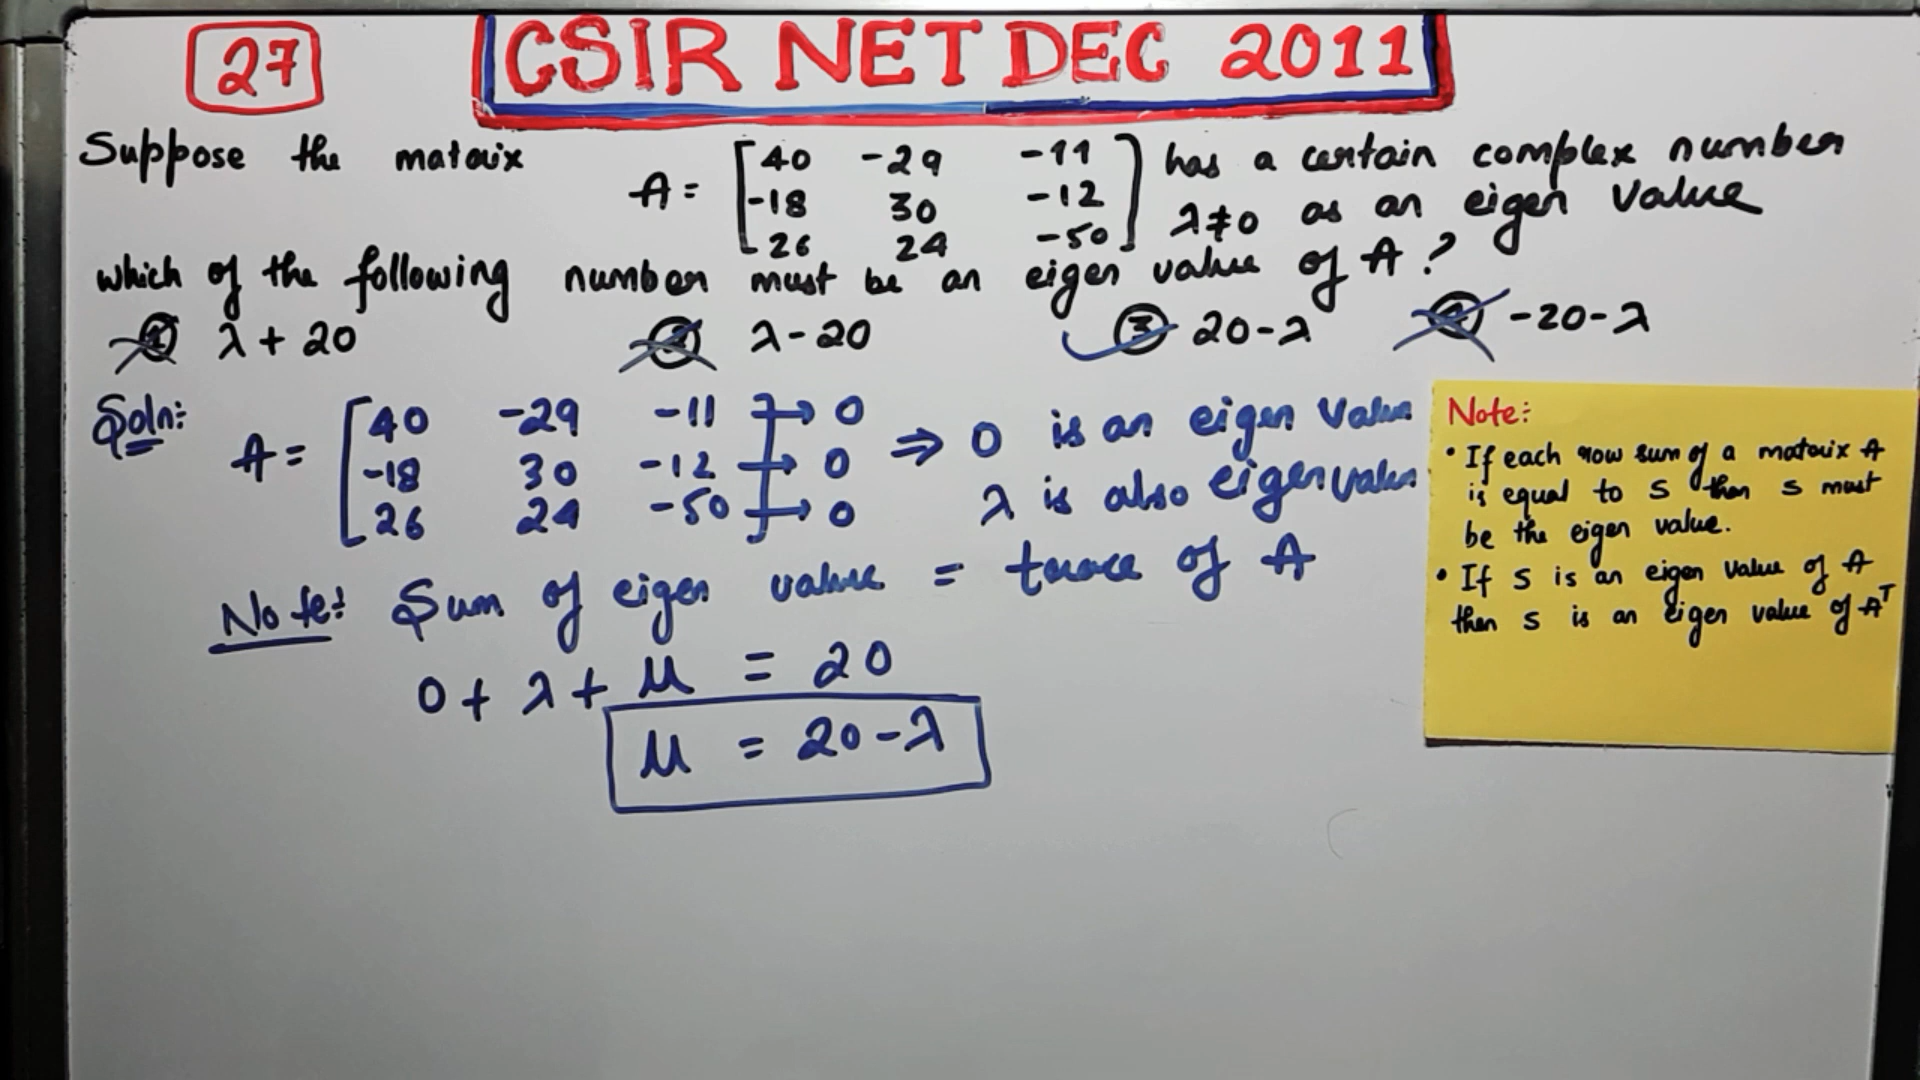 27
CSIR NET DEC 2011
Suppose the matrix A = [40 -29 -11
-18 30 -12
26 24 -50] has a certain complex number
λ≠0 as an eigen value
which of the following number must be an eigen value of A?
① λ + 20 ② λ - 20 ③ 20 - λ ④ -20 - λ
Soln:
A = [40 -29 -11] → 0
-18 30 -12 → 0
26 24 -50 → 0
⇒ 0 is an eigen value
λ is also eigen value
Note: Sum of eigen value = trace of A
0 + λ + μ = 20
μ = 20 - λ
Note:
• If each row sum of a matrix A
is equal to s then s must
be the eigen value.
• If s is an eigen value of A
then s is an eigen value of Aᵀ